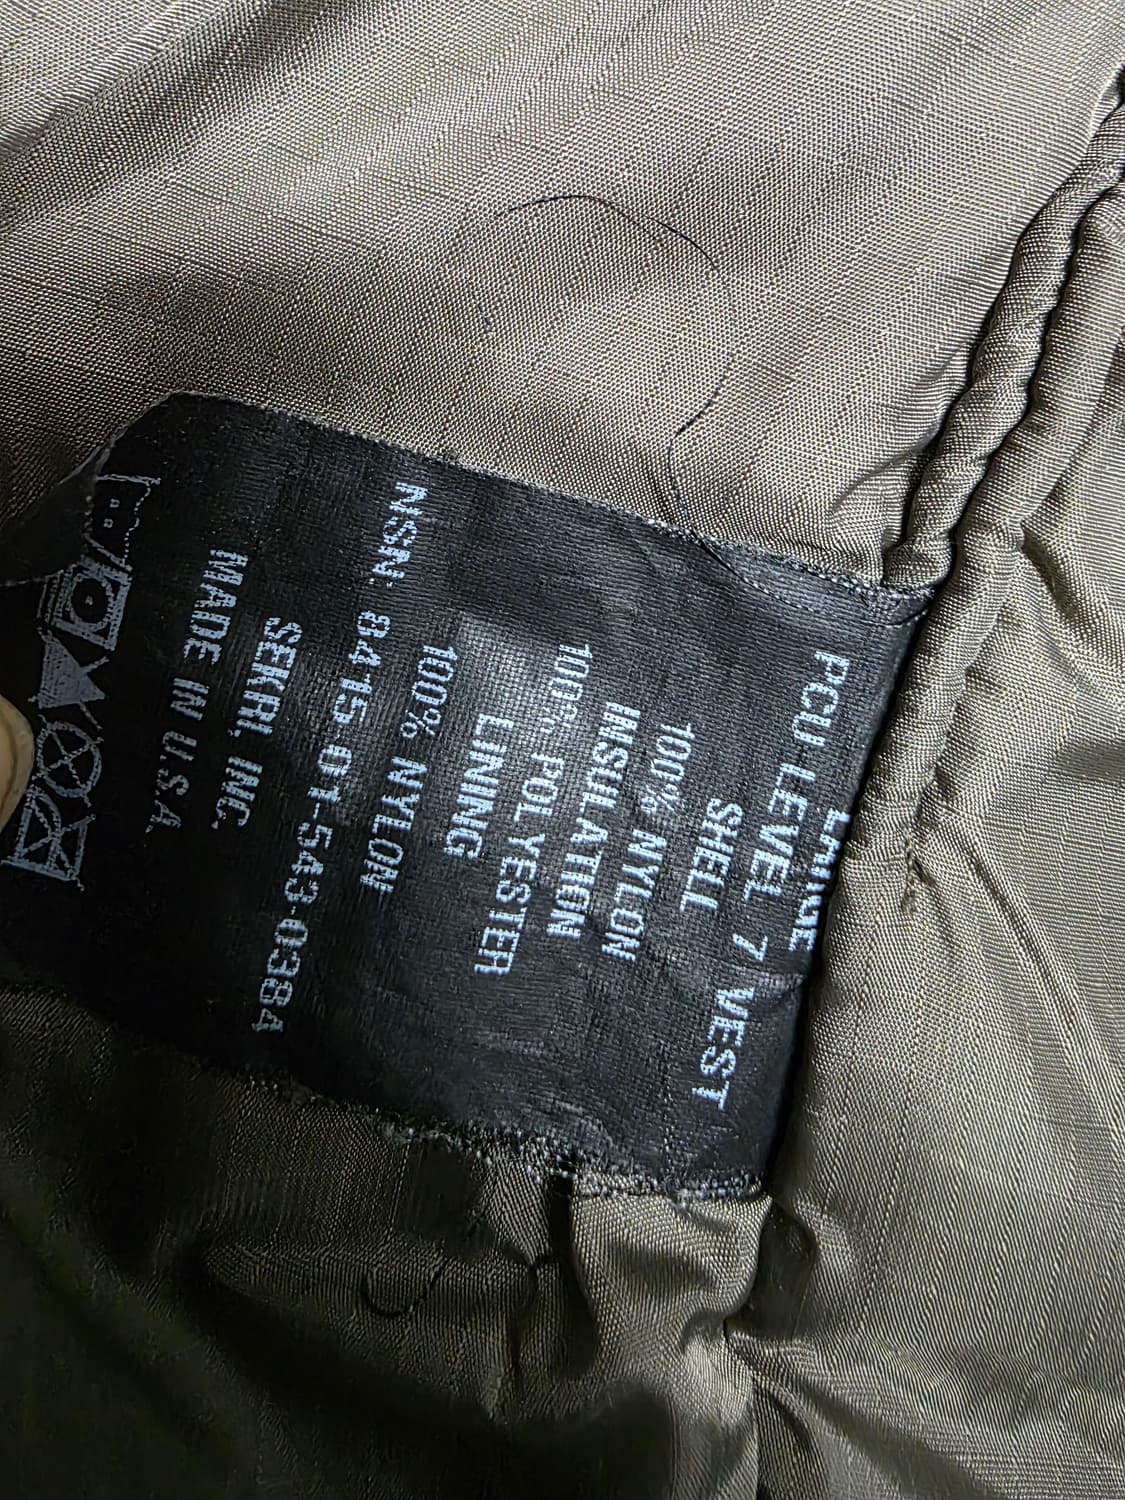 LARGE
PCU-LEVEL 7 VEST
SHELL
100% NYLON
INSULATION
100% POLYESTER
LINING
100% NYLON
NSN: 8415-01-543-0384
SEKRI, INC.
MADE IN U.S.A.